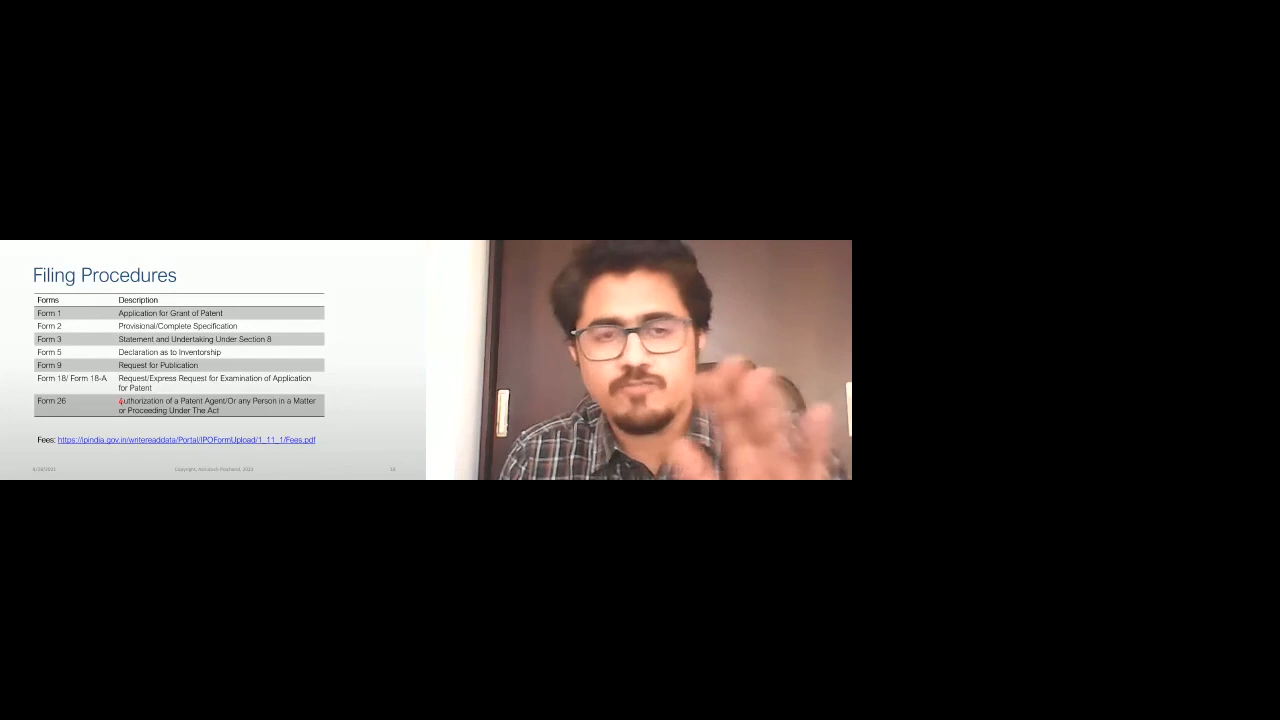 Filing Procedures
Forms Description
Form 1 Application for Grant of Patent
Form 2 Provisional/Complete Specification
Form 3 Statement and Undertaking Under Section 8
Form 5 Declaration as to Inventorship
Form 9 Request for Publication
Form 18/ Form 18-A Request/Express Request for Examination of Application
for Patent
Form 26 Authorization of a Patent Agent/Or any Person in a Matter
or Proceeding Under The Act
Fees: https://ipindia.gov.in/writereaddata/Portal/IPOFormUpload/1_11_1/Fees.pdf
Copyright,